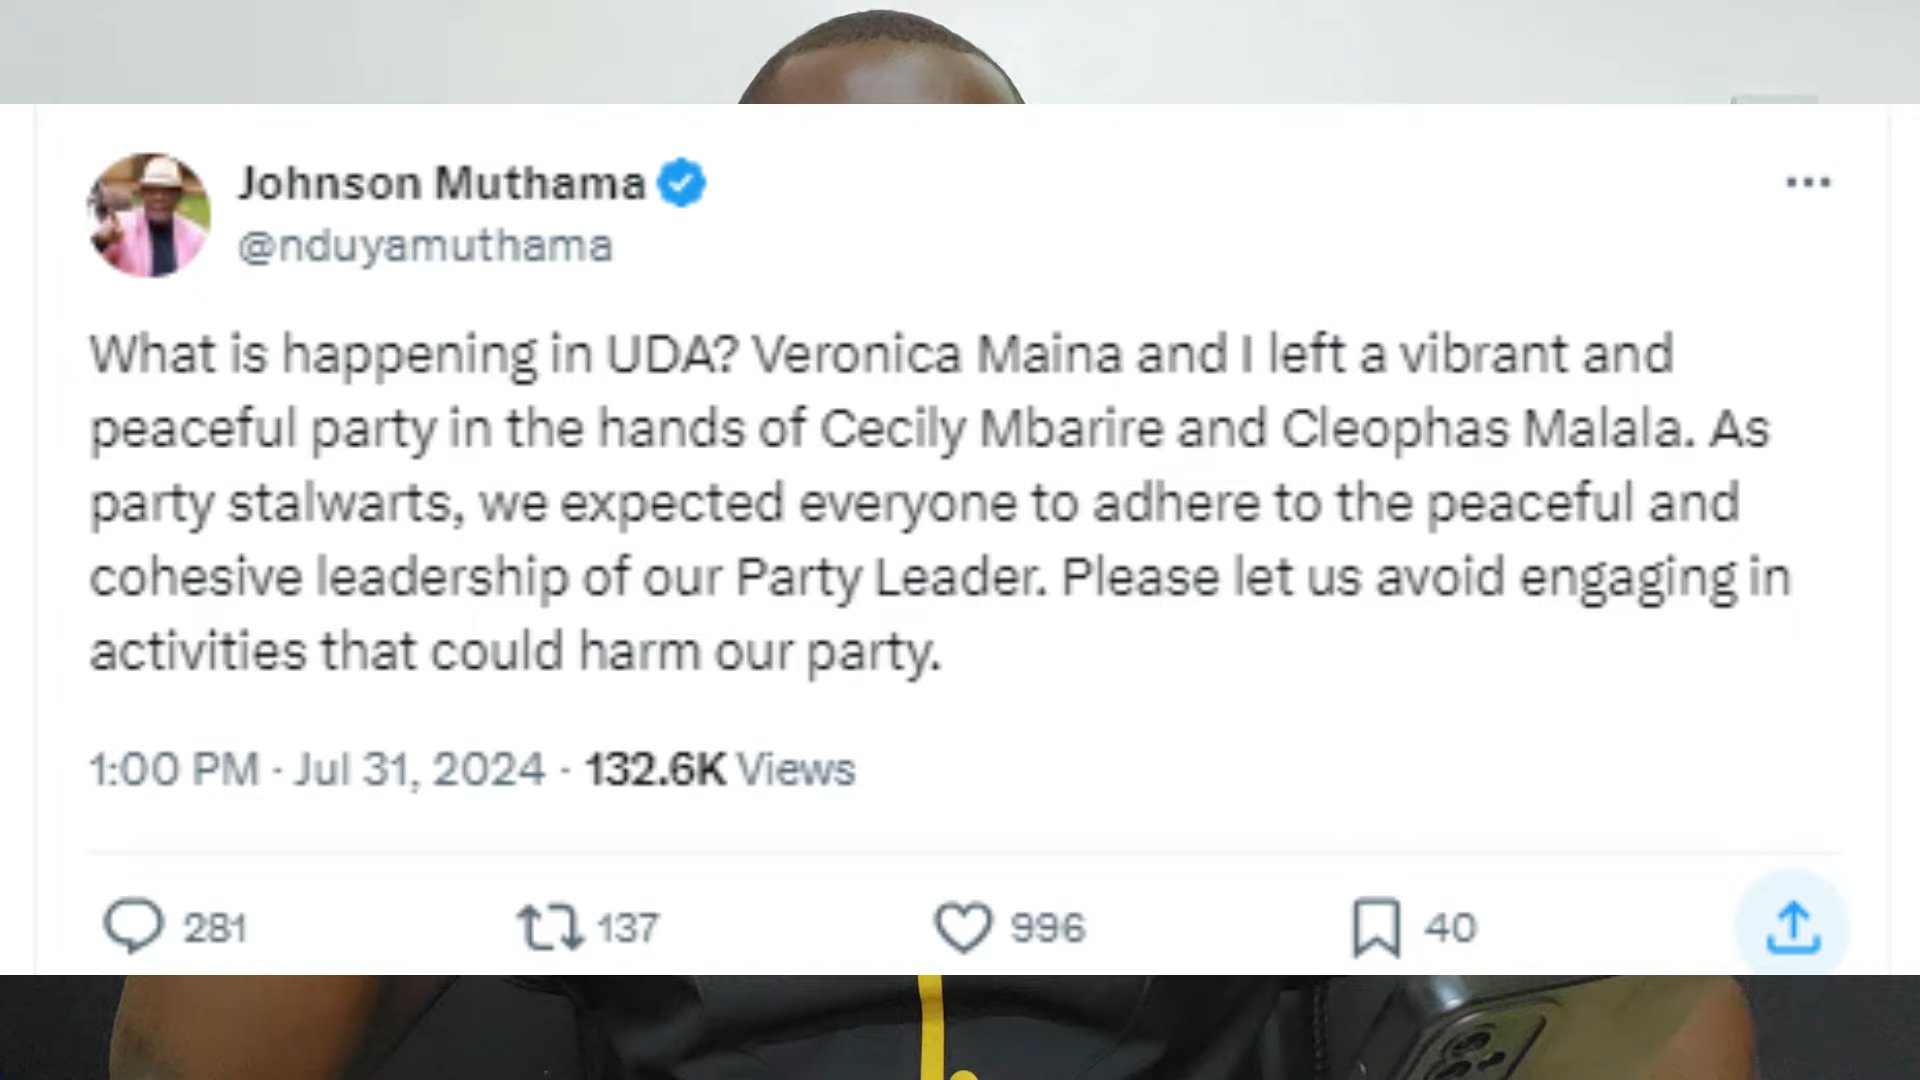 Johnson Muthama
@nduyamuthama
What is happening in UDA? Veronica Maina and I left a vibrant and
peaceful party in the hands of Cecily Mbarire and Cleophas Malala. As
party stalwarts, we expected everyone to adhere to the peaceful and
cohesive leadership of our Party Leader. Please let us avoid engaging in
activities that could harm our party.
1:00 PM · Jul 31, 2024 · 132.6K Views
281 137 996 40